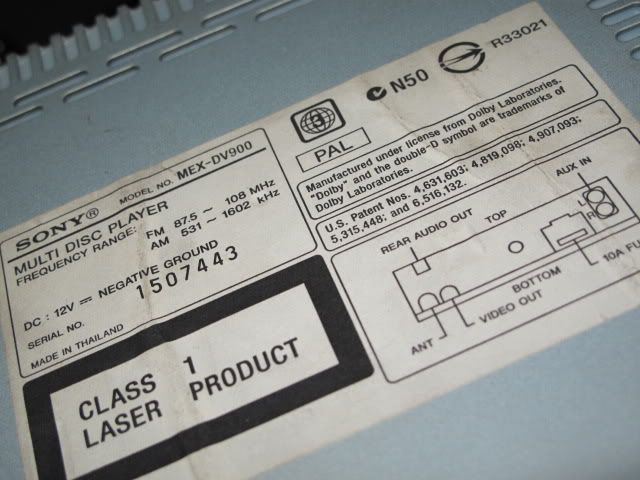 SONY® MODEL NO. MEX-DV900
MULTI DISC PLAYER
FREQUENCY RANGE: FM 87.5 ~ 108 MHz
AM 531 ~ 1602 kHz
DC : 12V ⎓ NEGATIVE GROUND
SERIAL NO. 1507443
MADE IN THAILAND
CLASS 1
LASER PRODUCT
3
N50
R33021
PAL
Manufactured under license from Dolby Laboratories.
"Dolby" and the double-D symbol are trademarks of
Dolby Laboratories.
U.S. Patent Nos. 4,631,603; 4,819,098; 4,907,093;
5,315,448; and 6,516,132.
REAR AUDIO OUT
TOP
AUX IN
L
R
BOTTOM
10A FU
ANT
VIDEO OUT